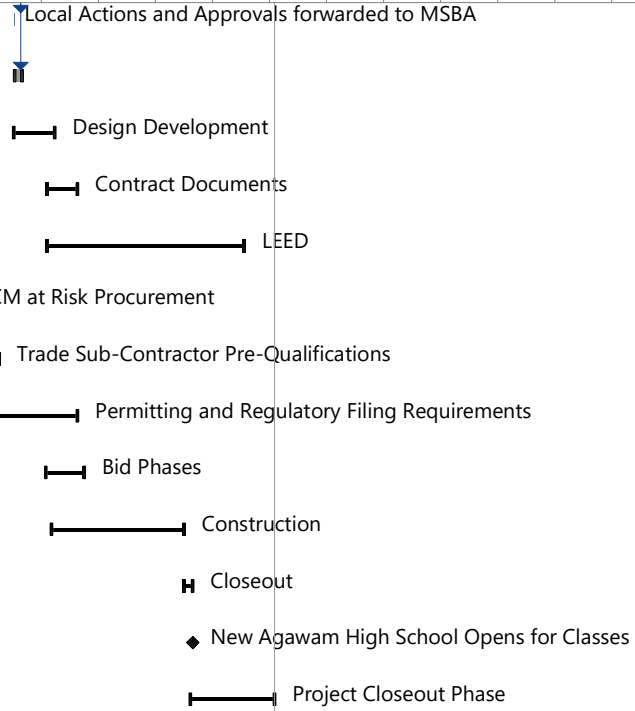 Local Actions and Approvals forwarded to MSBA
Design Development
Contract Documents
LEED
CM at Risk Procurement
Trade Sub-Contractor Pre-Qualifications
Permitting and Regulatory Filing Requirements
Bid Phases
Construction
Closeout
New Agawam High School Opens for Classes
Project Closeout Phase